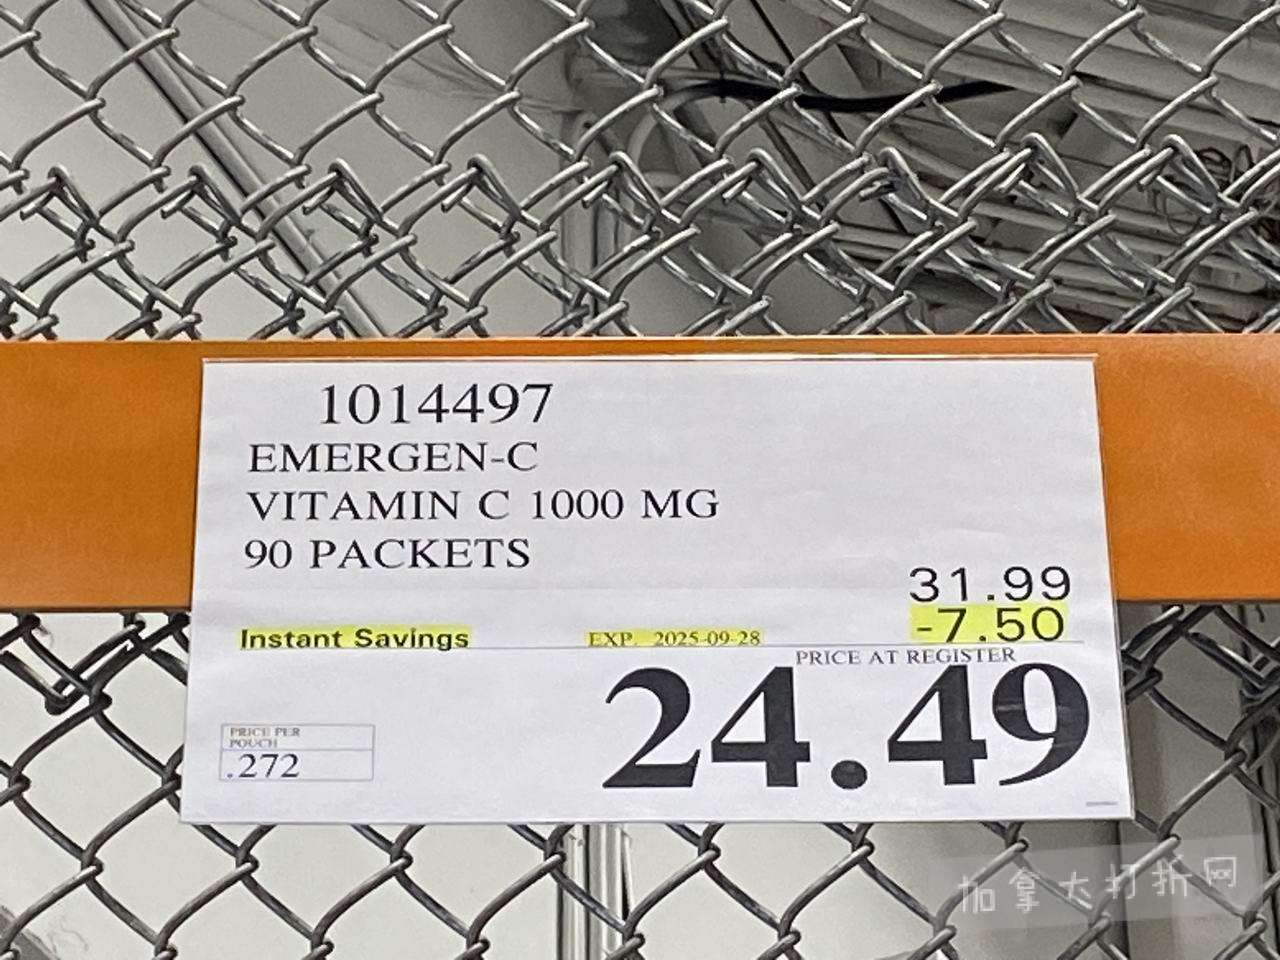 1014497
EMERGEN-C
VITAMIN C 1000 MG
90 PACKETS
31.99
Instant Savings EXP. 2025-09-28 -7.50
PRICE AT REGISTER
24.49
PRICE PER
POUCH
.272
加拿大打折网